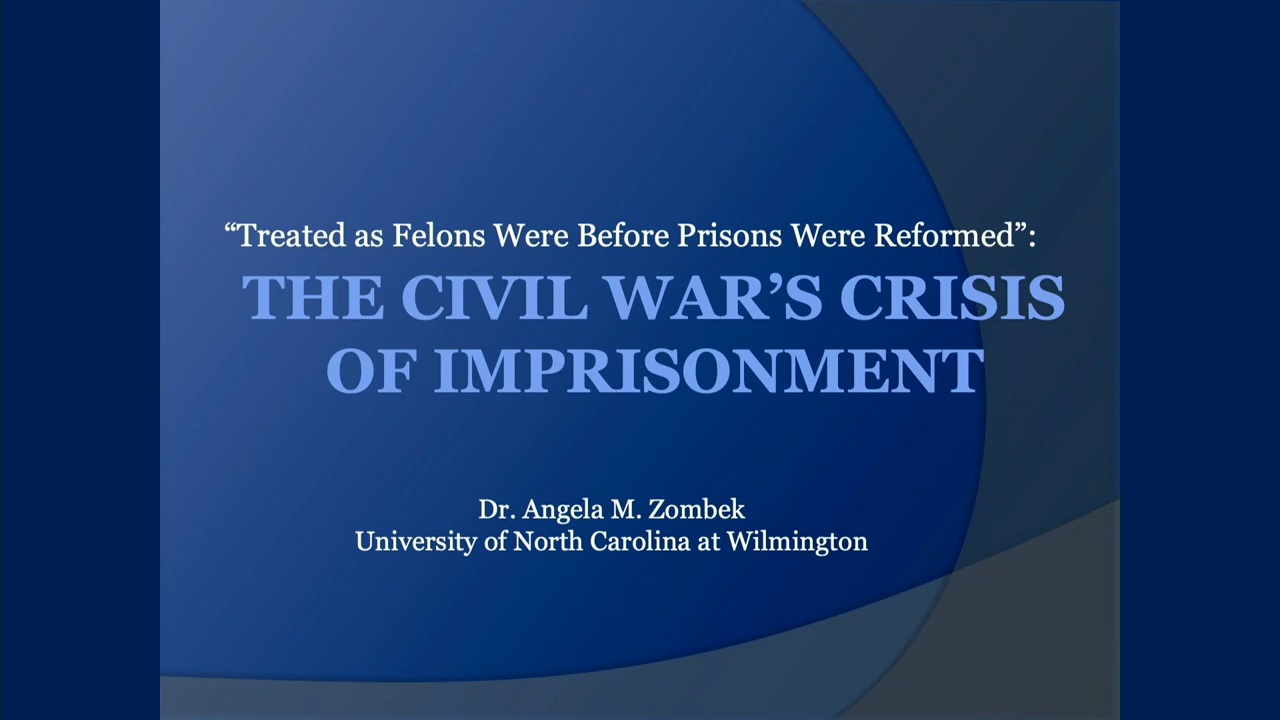 “Treated as Felons Were Before Prisons Were Reformed”:
THE CIVIL WAR’S CRISIS
OF IMPRISONMENT
Dr. Angela M. Zombek
University of North Carolina at Wilmington